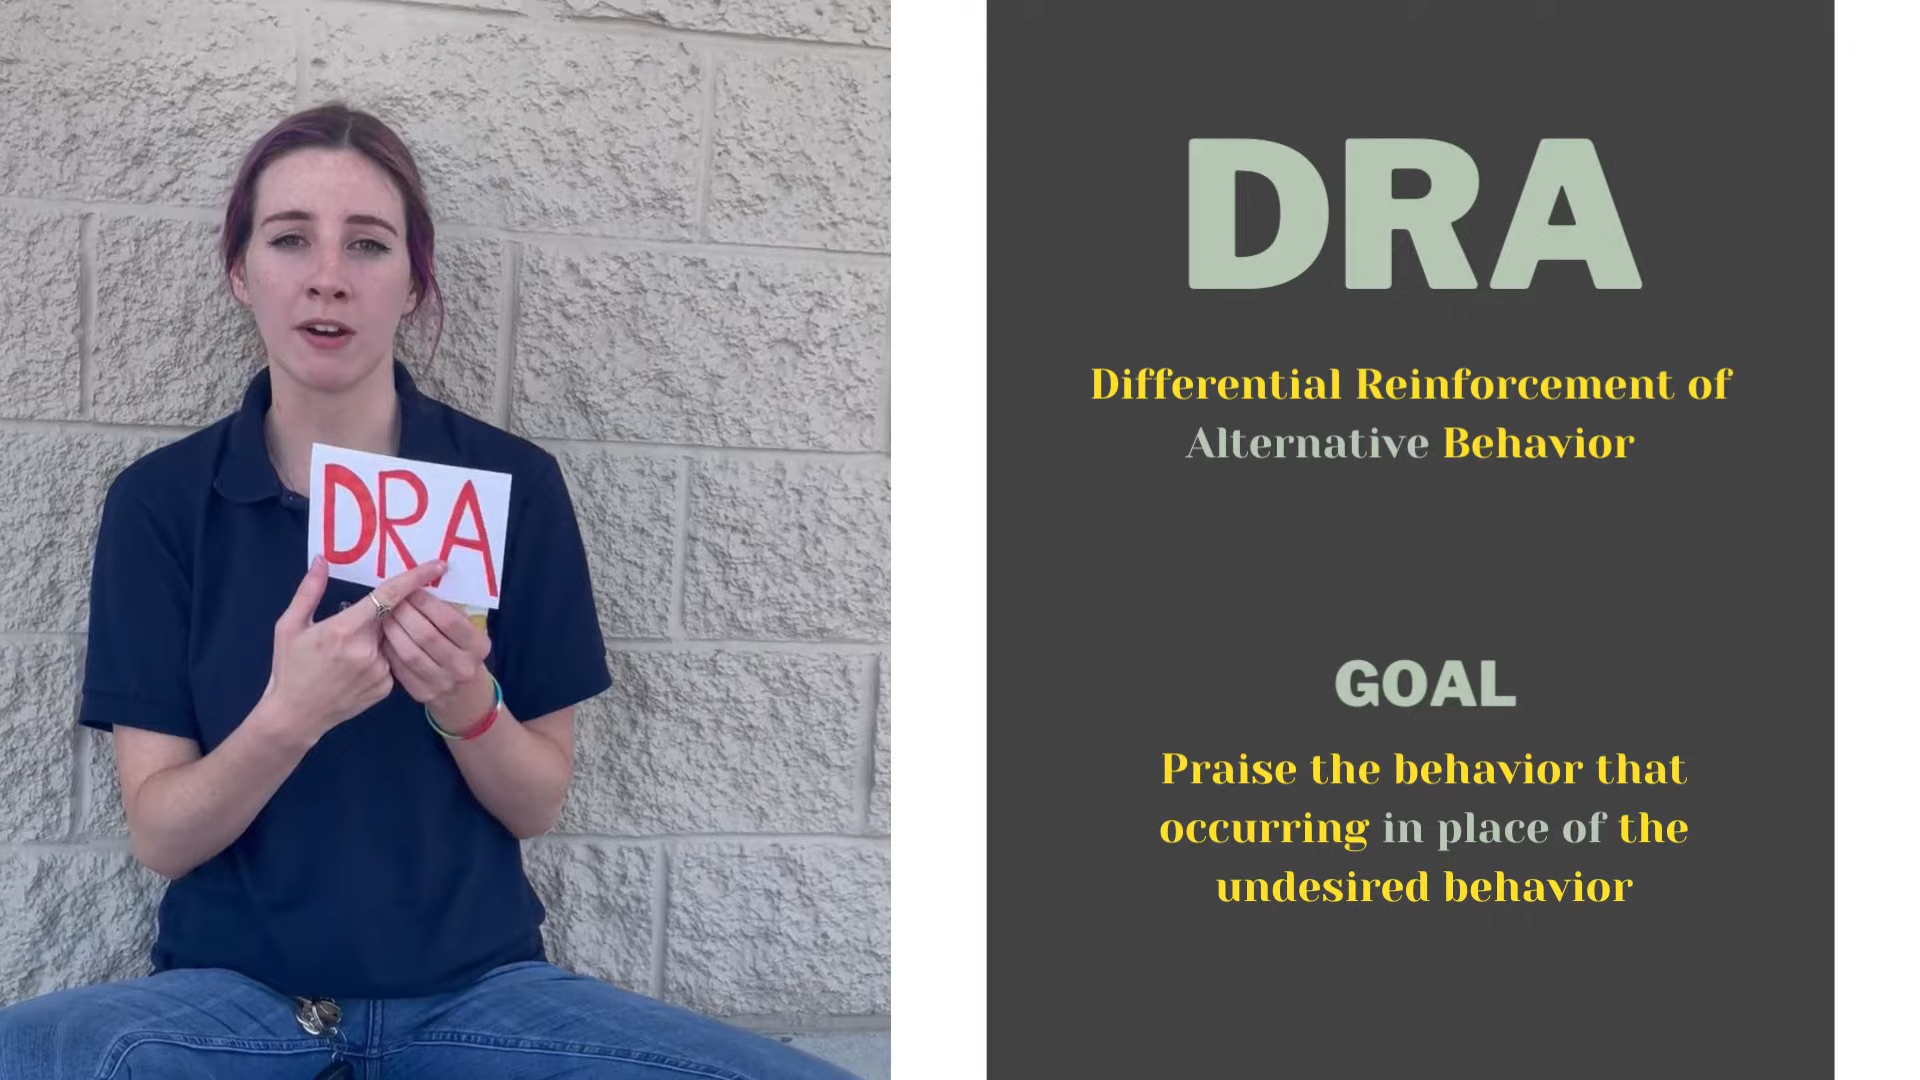 DRA
DRA
Differential Reinforcement of
Alternative Behavior
GOAL
Praise the behavior that
occurring in place of the
undesired behavior